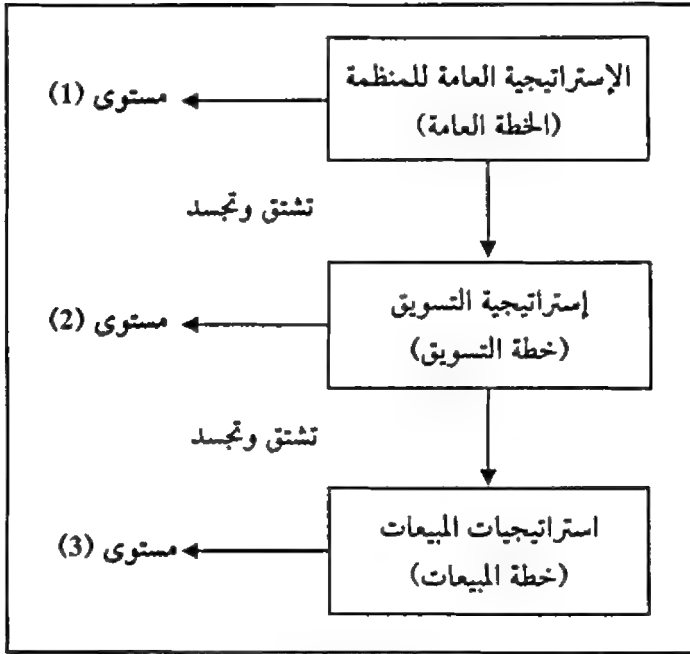 الإستراتيجية العامة للمنظمة
(الخطة العامة)
مستوى (1)
تشتق وتجسد
إستراتيجية التسويق
(خطة التسويق)
مستوى (2)
تشتق وتجسد
استراتيجيات المبيعات
(خطة المبيعات)
مستوى (3)